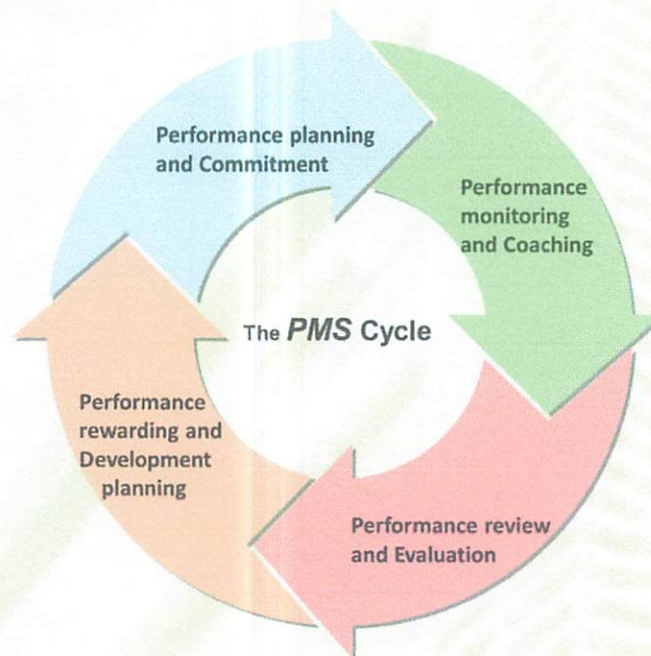 Performance planning
and Commitment
Performance
monitoring
and Coaching
The PMS Cycle
Performance
rewarding and
Development
planning
Performance review
and Evaluation